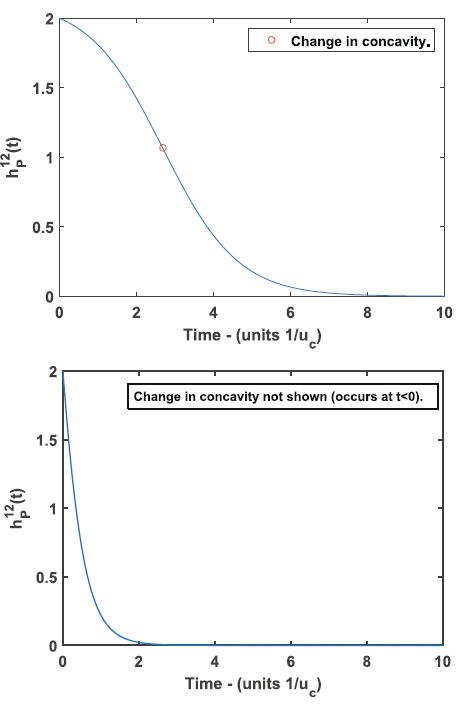 2
1.5
1
0.5
0
h_P^12(t)
Change in concavity.
0 2 4 6 8 10
Time - (units 1/u_c)
2
1.5
1
0.5
0
h_P^12(t)
Change in concavity not shown (occurs at t<0).
0 2 4 6 8 10
Time - (units 1/u_c)